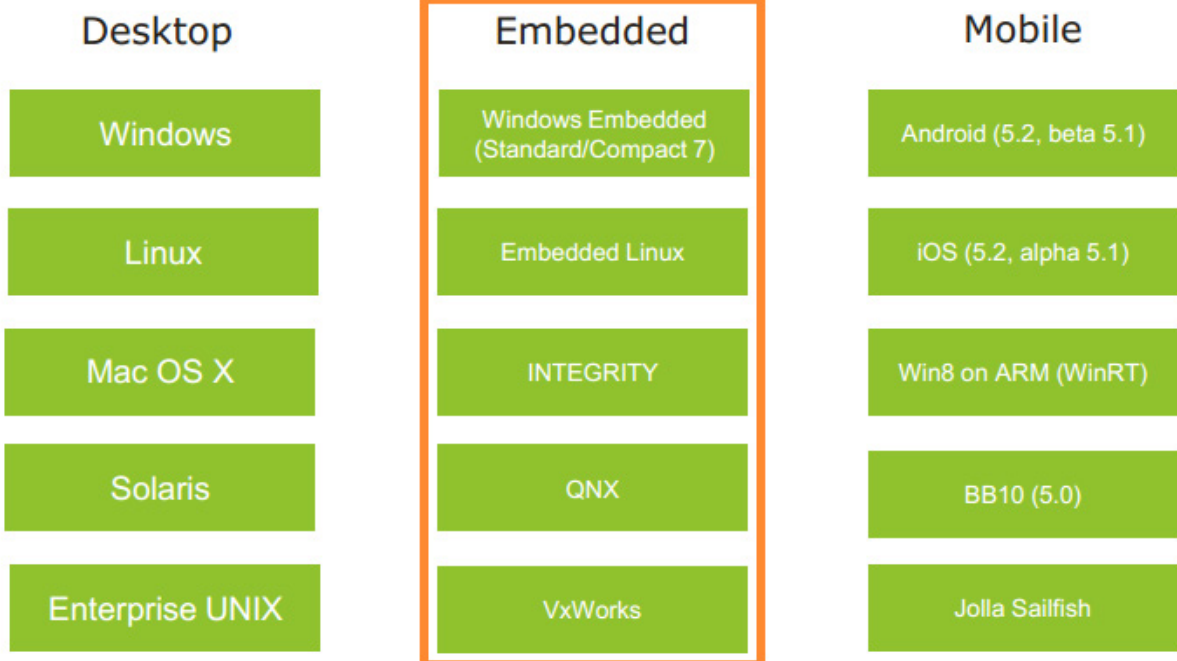 Desktop
Embedded
Mobile
Windows
Windows Embedded
(Standard/Compact 7)
Android (5.2, beta 5.1)
Linux
Embedded Linux
iOS (5.2, alpha 5.1)
Mac OS X
INTEGRITY
Win8 on ARM (WinRT)
Solaris
QNX
BB10 (5.0)
Enterprise UNIX
VxWorks
Jolla Sailfish